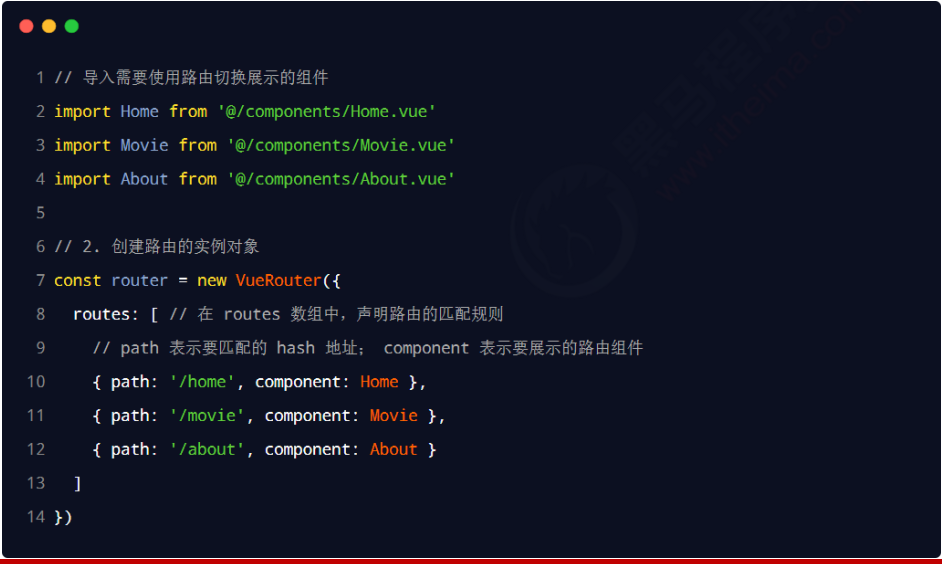 1 // 导入需要使用路由切换展示的组件
2 import Home from '@/components/Home.vue'
3 import Movie from '@/components/Movie.vue'
4 import About from '@/components/About.vue'
5
6 // 2. 创建路由的实例对象
7 const router = new VueRouter({
8   routes: [ // 在 routes 数组中，声明路由的匹配规则
9     // path 表示要匹配的 hash 地址； component 表示要展示的路由组件
10     { path: '/home', component: Home },
11     { path: '/movie', component: Movie },
12     { path: '/about', component: About }
13   ]
14 })
黑马程序